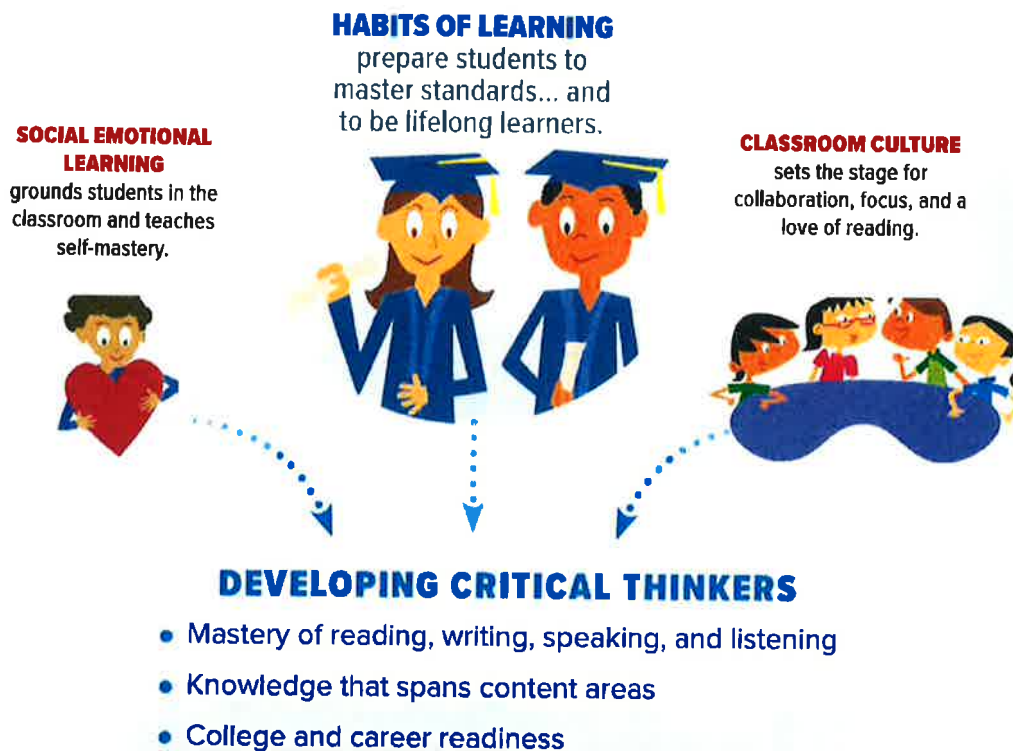 HABITS OF LEARNING
prepare students to
master standards... and
to be lifelong learners.
SOCIAL EMOTIONAL
LEARNING
grounds students in the
classroom and teaches
self-mastery.
CLASSROOM CULTURE
sets the stage for
collaboration, focus, and a
love of reading.
DEVELOPING CRITICAL THINKERS
• Mastery of reading, writing, speaking, and listening
• Knowledge that spans content areas
• College and career readiness